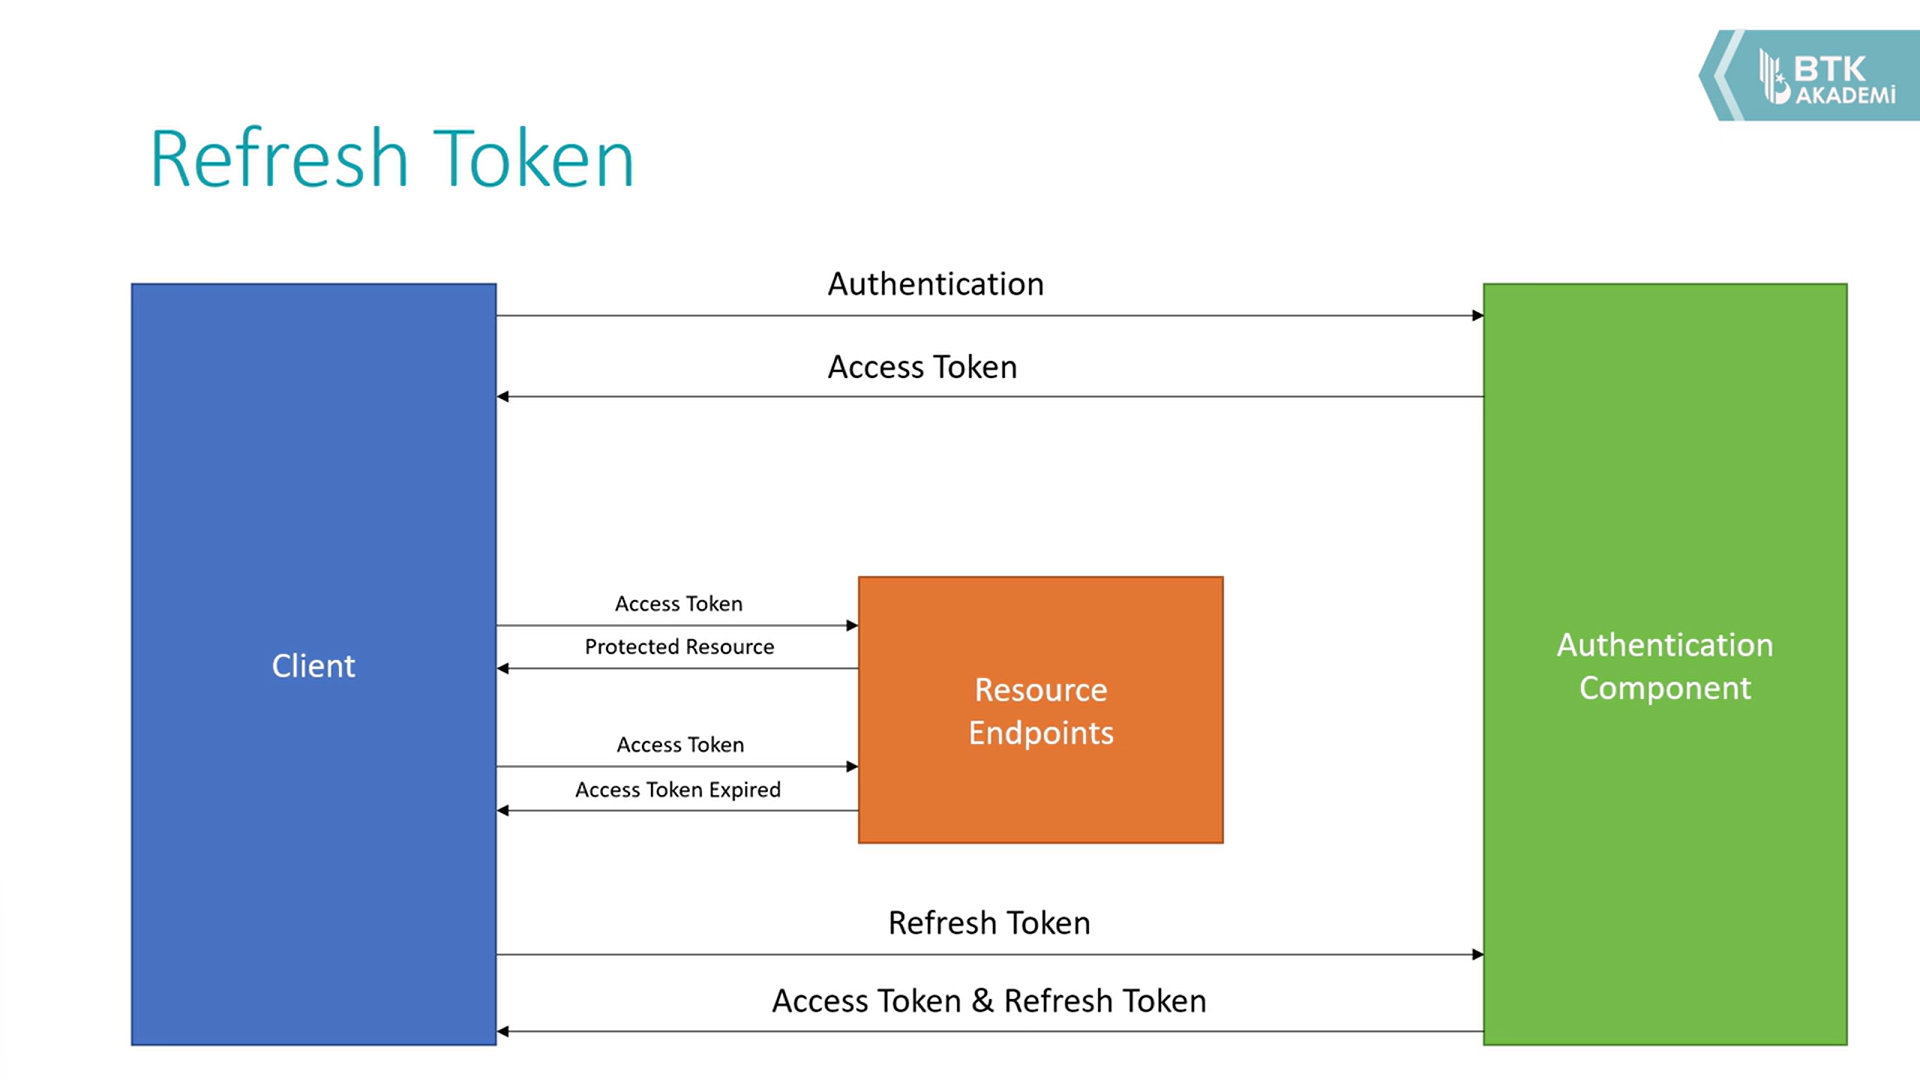 BTK
AKADEMİ
Refresh Token
Authentication
Access Token
Access Token
Protected Resource
Client
Resource
Endpoints
Authentication
Component
Access Token
Access Token Expired
Refresh Token
Access Token & Refresh Token